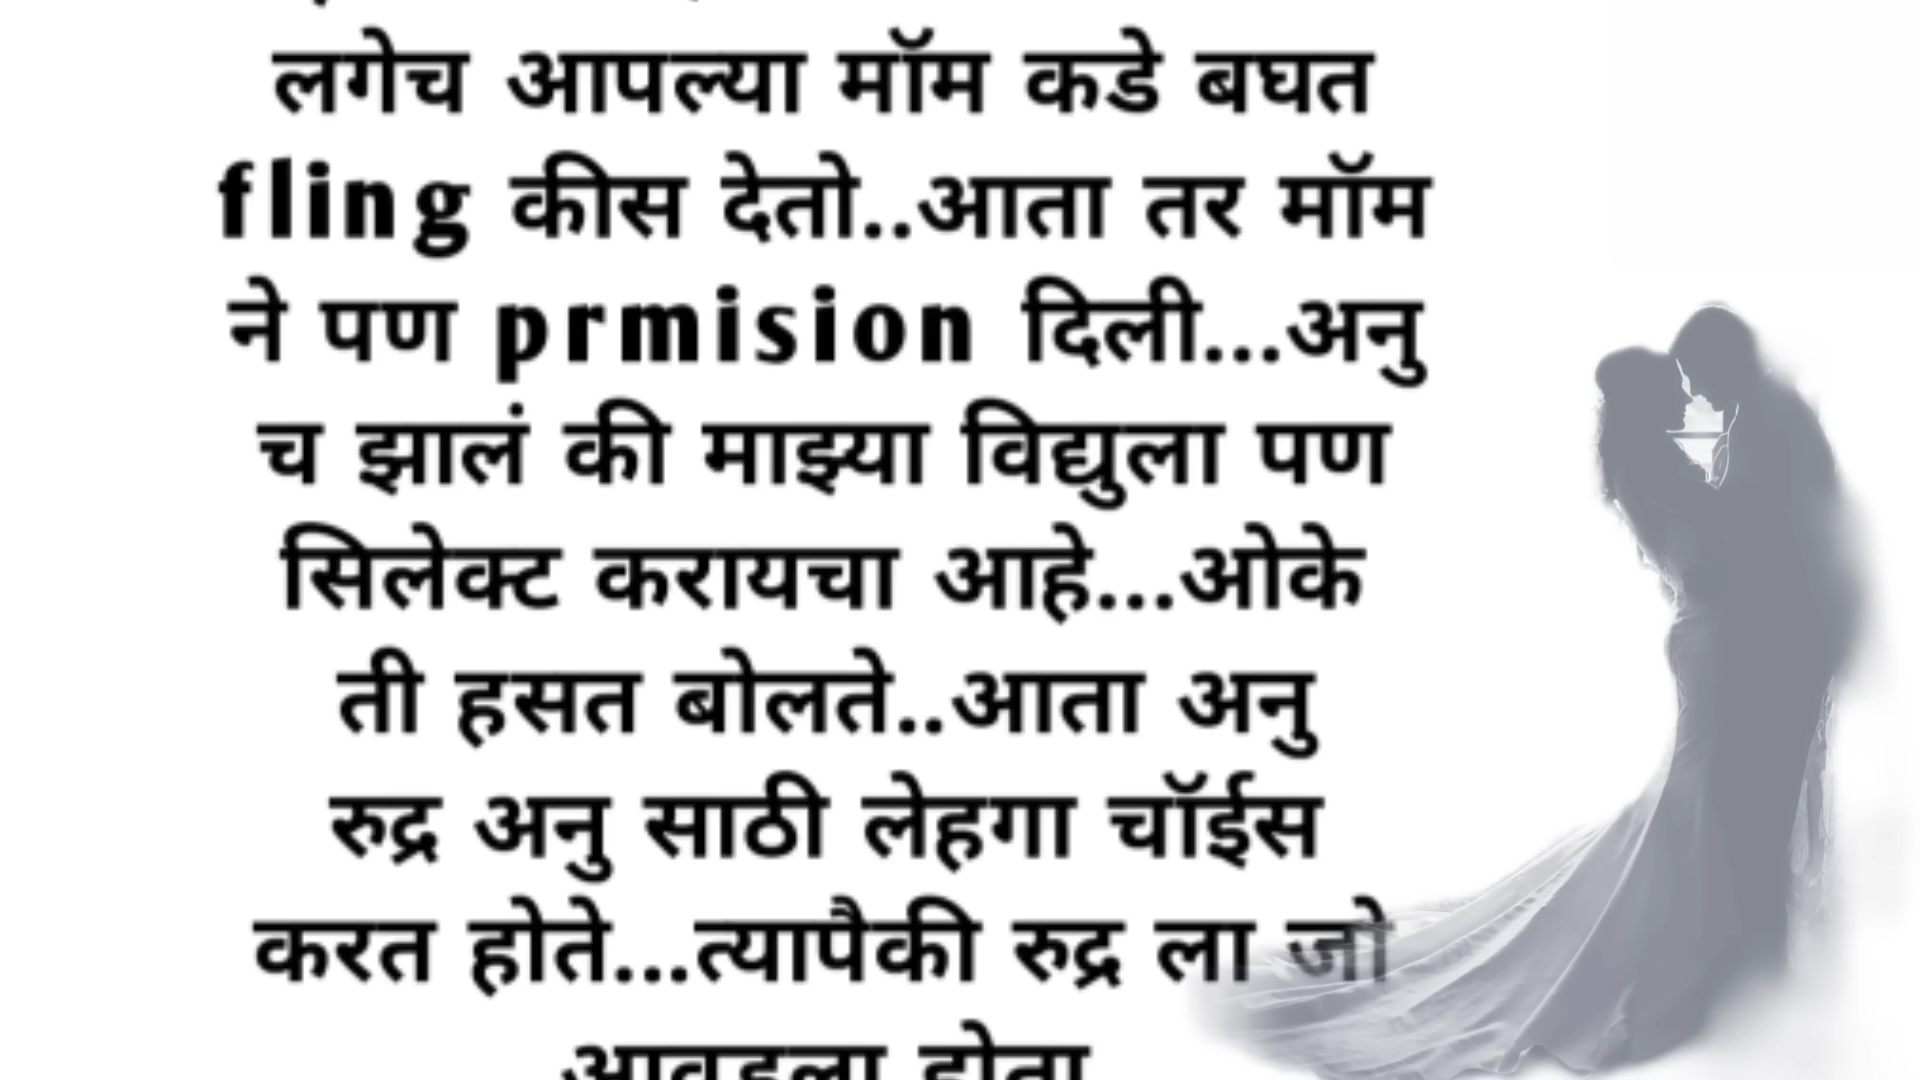 लगेच आपल्या मॉम कडे बघत
fling कीस देतो..आता तर मॉम
ने पण prmision दिली...अनु
च झालं की माझ्या विद्युला पण
सिलेक्ट करायचा आहे...ओके
ती हसत बोलते..आता अनु
रुद्र अनु साठी लेहगा चॉईस
करत होते...त्यापैकी रुद्र ला जो
आवडला होता